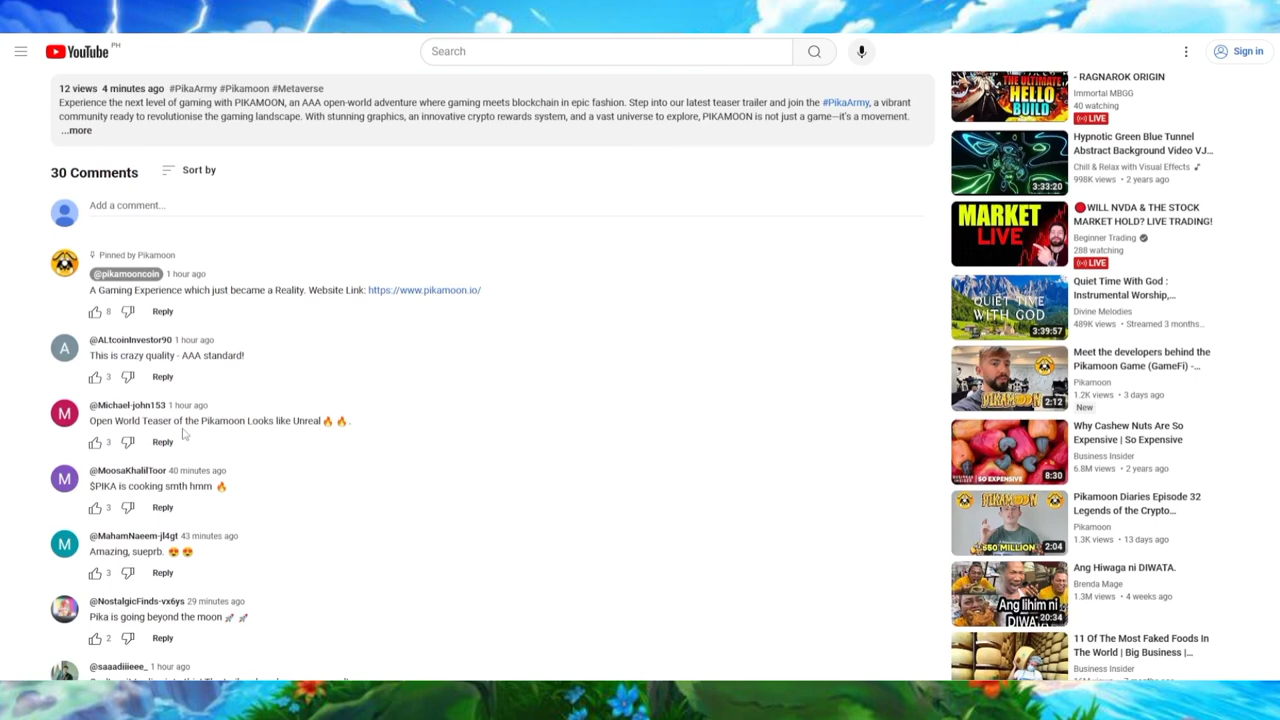 YouTube PH
Search
Sign in
12 views 4 minutes ago #PikaArmy #Pikamoon #Metaverse
Experience the next level of gaming with PIKAMOON, an AAA open-world adventure where gaming meets blockchain in epic fashion. Step into our latest teaser trailer and join the #PikaArmy, a vibrant
community ready to revolutionise the gaming landscape. With stunning graphics, an innovative crypto rewards system, and a vast universe to explore, PIKAMOON is not just a game—it's a movement.
...more
30 Comments
Sort by
Add a comment...
Pinned by Pikamoon
@pikamooncoin 1 hour ago
A Gaming Experience which just became a Reality. Website Link: https://www.pikamoon.io/
8 Reply
A
@ALtcoinInvestor90 1 hour ago
This is crazy quality - AAA standard!
3 Reply
M
@Michael-john153 1 hour ago
Open World Teaser of the Pikamoon Looks like Unreal 🔥 🔥 .
3 Reply
M
@MoosaKhalilToor 40 minutes ago
$PIKA is cooking smth hmm 🔥
3 Reply
M
@MahamNaeem-jl4gt 43 minutes ago
Amazing, sueprb. 😍 😍
3 Reply
@NostalgicFinds-vx6ys 29 minutes ago
Pika is going beyond the moon 🚀 🚀
2 Reply
@saaadiiieee_ 1 hour ago
THE ULTIMATE
HELLO
BUILD
- RAGNAROK ORIGIN
Immortal MBGG
40 watching
LIVE
3:33:20
Hypnotic Green Blue Tunnel
Abstract Background Video VJ...
Chill & Relax with Visual Effects
998K views • 2 years ago
MARKET
LIVE
🔴WILL NVDA & THE STOCK
MARKET HOLD? LIVE TRADING!
Beginner Trading
288 watching
LIVE
QUIET TIME
WITH GOD
3:39:57
Quiet Time With God :
Instrumental Worship,...
Divine Melodies
489K views • Streamed 3 months...
PIKAMOON
2:12
Meet the developers behind the
Pikamoon Game (GameFi) -...
Pikamoon
1.2K views • 3 days ago
New
SO EXPENSIVE
8:30
Why Cashew Nuts Are So
Expensive | So Expensive
Business Insider
6.8M views • 2 years ago
PIKAMOON
$50 MILLION
2:04
Pikamoon Diaries Episode 32
Legends of the Crypto...
Pikamoon
1.3K views • 13 days ago
Ang lihim ni
DIWA
20:34
Ang Hiwaga ni DIWATA.
Brenda Mage
1.3M views • 4 weeks ago
11 Of The Most Faked Foods In
The World | Big Business |...
Business Insider